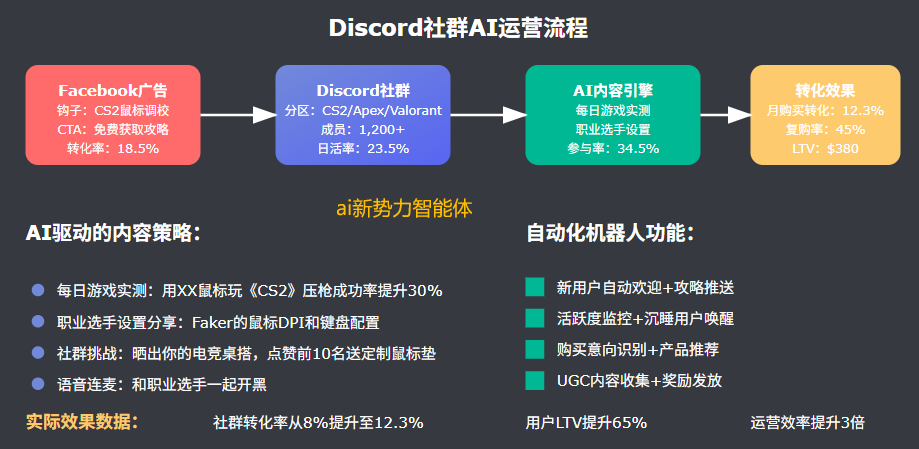 Discord社群AI运营流程
Facebook广告
钩子：CS2鼠标调校
CTA：免费获取攻略
转化率：18.5%
Discord社群
分区：CS2/Apex/Valorant
成员：1,200+
日活率：23.5%
AI内容引擎
每日游戏实测
职业选手设置
参与率：34.5%
转化效果
月购买转化：12.3%
复购率：45%
LTV：$380
ai新势力智能体
AI驱动的内容策略：
每日游戏实测：用XX鼠标玩《CS2》压枪成功率提升30%
职业选手设置分享：Faker的鼠标DPI和键盘配置
社群挑战：晒出你的电竞桌搭，点赞前10名送定制鼠标垫
语音连麦：和职业选手一起开黑
自动化机器人功能：
新用户自动欢迎+攻略推送
活跃度监控+沉睡用户唤醒
购买意向识别+产品推荐
UGC内容收集+奖励发放
实际效果数据：
社群转化率从8%提升至12.3%
用户LTV提升65%
运营效率提升3倍